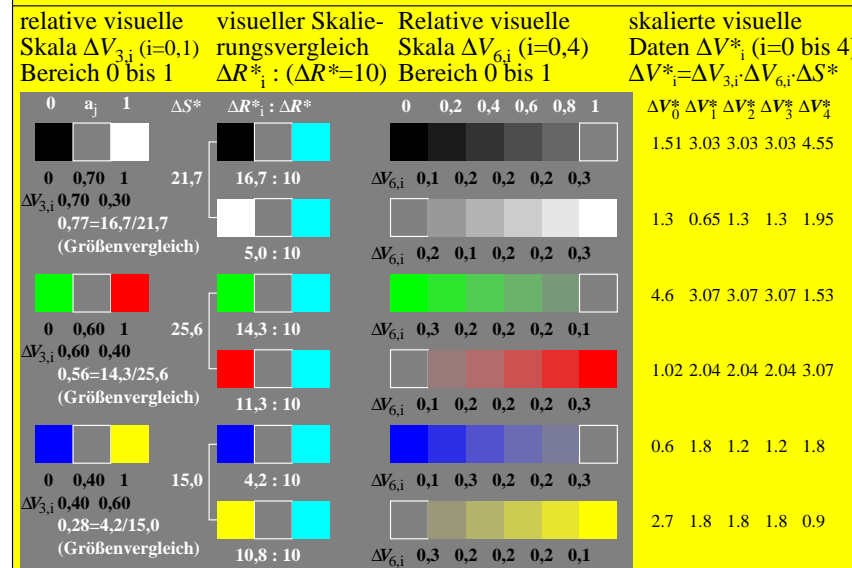 relative visuelle visueller Skalie- Relative visuelle skalierte visuelle
Skala ΔV3,i (i=0,1) rungsvergleich Skala ΔV6,i (i=0,4) Daten ΔV*i (i=0 bis 4)
Bereich 0 bis 1 ΔR*i : (ΔR*=10) Bereich 0 bis 1 ΔV*i=ΔV3,i·ΔV6,i·ΔS*
0 aj 1 ΔS* ΔR*i : ΔR* 0 0,2 0,4 0,6 0,8 1 ΔV*0 ΔV*1 ΔV*2 ΔV*3 ΔV*4
1.51 3.03 3.03 3.03 4.55
0 0,70 1 21,7 16,7 : 10 ΔV6,i 0,1 0,2 0,2 0,2 0,3
ΔV3,i 0,70 0,30
0,77=16,7/21,7 1.3 0.65 1.3 1.3 1.95
(Größenvergleich) 5,0 : 10 ΔV6,i 0,2 0,1 0,2 0,2 0,3
4.6 3.07 3.07 3.07 1.53
0 0,60 1 25,6 14,3 : 10 ΔV6,i 0,3 0,2 0,2 0,2 0,1
ΔV3,i 0,60 0,40
0,56=14,3/25,6 1.02 2.04 2.04 2.04 3.07
(Größenvergleich) 11,3 : 10 ΔV6,i 0,1 0,2 0,2 0,2 0,3
0.6 1.8 1.2 1.2 1.8
0 0,40 1 15,0 4,2 : 10 ΔV6,i 0,1 0,3 0,2 0,2 0,2
ΔV3,i 0,40 0,60
0,28=4,2/15,0 2.7 1.8 1.8 1.8 0.9
(Größenvergleich) 10,8 : 10 ΔV6,i 0,3 0,2 0,2 0,2 0,1